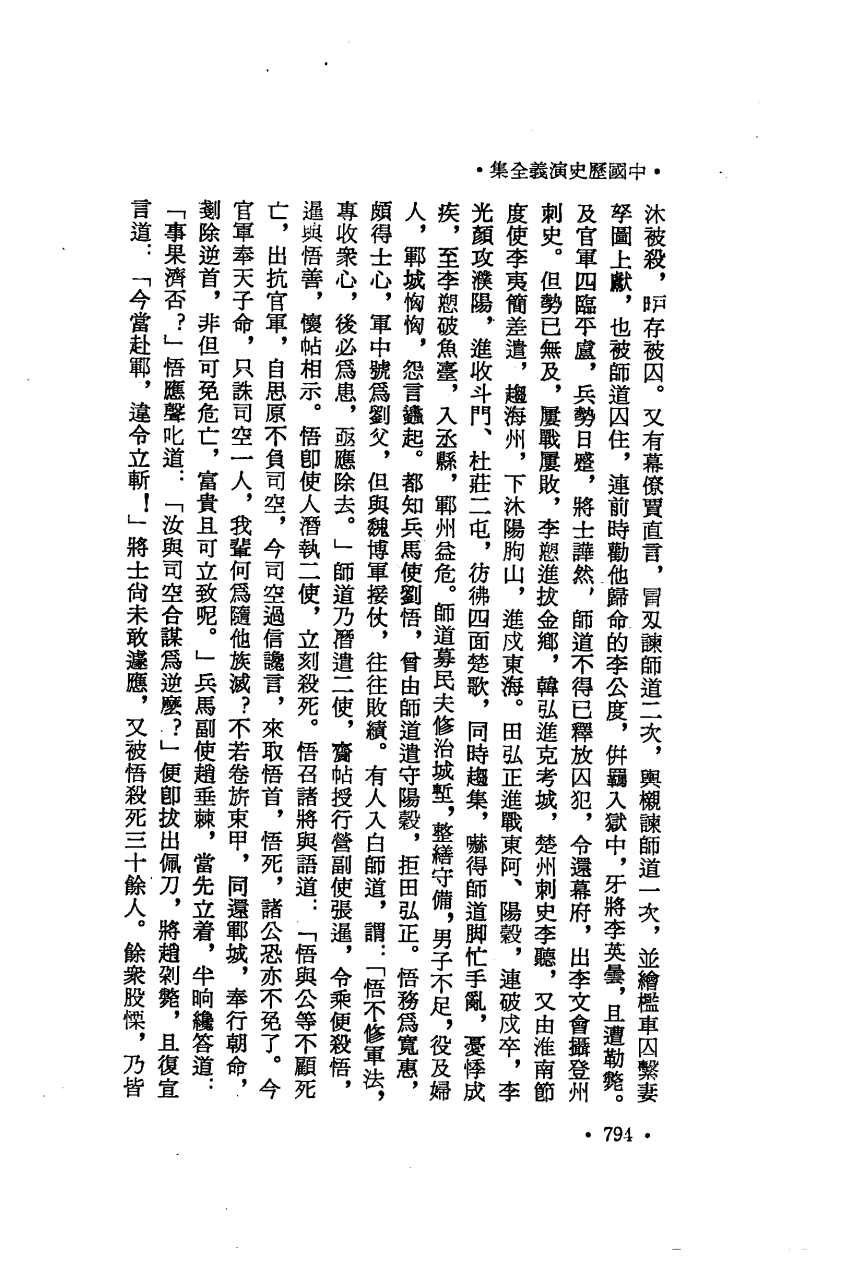 •中國歷史演義全集•
沐被殺，昈存被囚。又有幕僚賈直言，冒刃諫師道二次，輿櫬諫師道一次，並繪檻車囚繫妻
孥圖上獻，也被師道囚住，連前時勸他歸命的李公度，併羈入獄中，牙將李英曇，且遭勒斃。
及官軍四臨平盧，兵勢日蹙，將士譁然，師道不得已釋放囚犯，令還幕府，出李文會攝登州
刺史。但勢已無及，屢戰屢敗，李愬進拔金鄉，韓弘進克考城，楚州刺史李聽，又由淮南節
度使李夷簡差遣，趨海州，下沐陽朐山，進戍東海。田弘正進戰東阿、陽穀，連破戍卒，李
光顏攻濮陽，進收斗門、杜莊二屯，彷彿四面楚歌，同時趨集，嚇得師道脚忙手亂，憂悸成
疾，至李愬破魚臺，入丞縣，鄆州益危。師道募民夫修治城塹，整繕守備，男子不足，役及婦
人，鄆城恟恟，怨言蠭起。都知兵馬使劉悟，曾由師道遣守陽穀，拒田弘正。悟務爲寬惠，
頗得士心，軍中號爲劉父，但與魏博軍接仗，往往敗績。有人入白師道，謂：「悟不修軍法，
專收衆心，後必爲患，亟應除去。」師道乃潛遣二使，齎帖授行營副使張暹，令乘便殺悟，
暹與悟善，懷帖相示。悟卽使人潛執二使，立刻殺死。悟召諸將與語道：「悟與公等不顧死
亡，出抗官軍，自思原不負司空，今司空過信讒言，來取悟首，悟死，諸公恐亦不免了。今
官軍奉天子命，只誅司空一人，我輩何爲隨他族滅？不若卷旂束甲，同還鄆城，奉行朝命，
剗除逆首，非但可免危亡，富貴且可立致呢。」兵馬副使趙垂棘，當先立着，半晌纔答道：
「事果濟否？」悟應聲叱道：「汝與司空合謀爲逆麽？」便卽拔出佩刀，將趙剁斃，且復宣
言道：「今當赴鄆，違令立斬！」將士尙未敢遽應，又被悟殺死三十餘人。餘衆股慄，乃皆
•794•